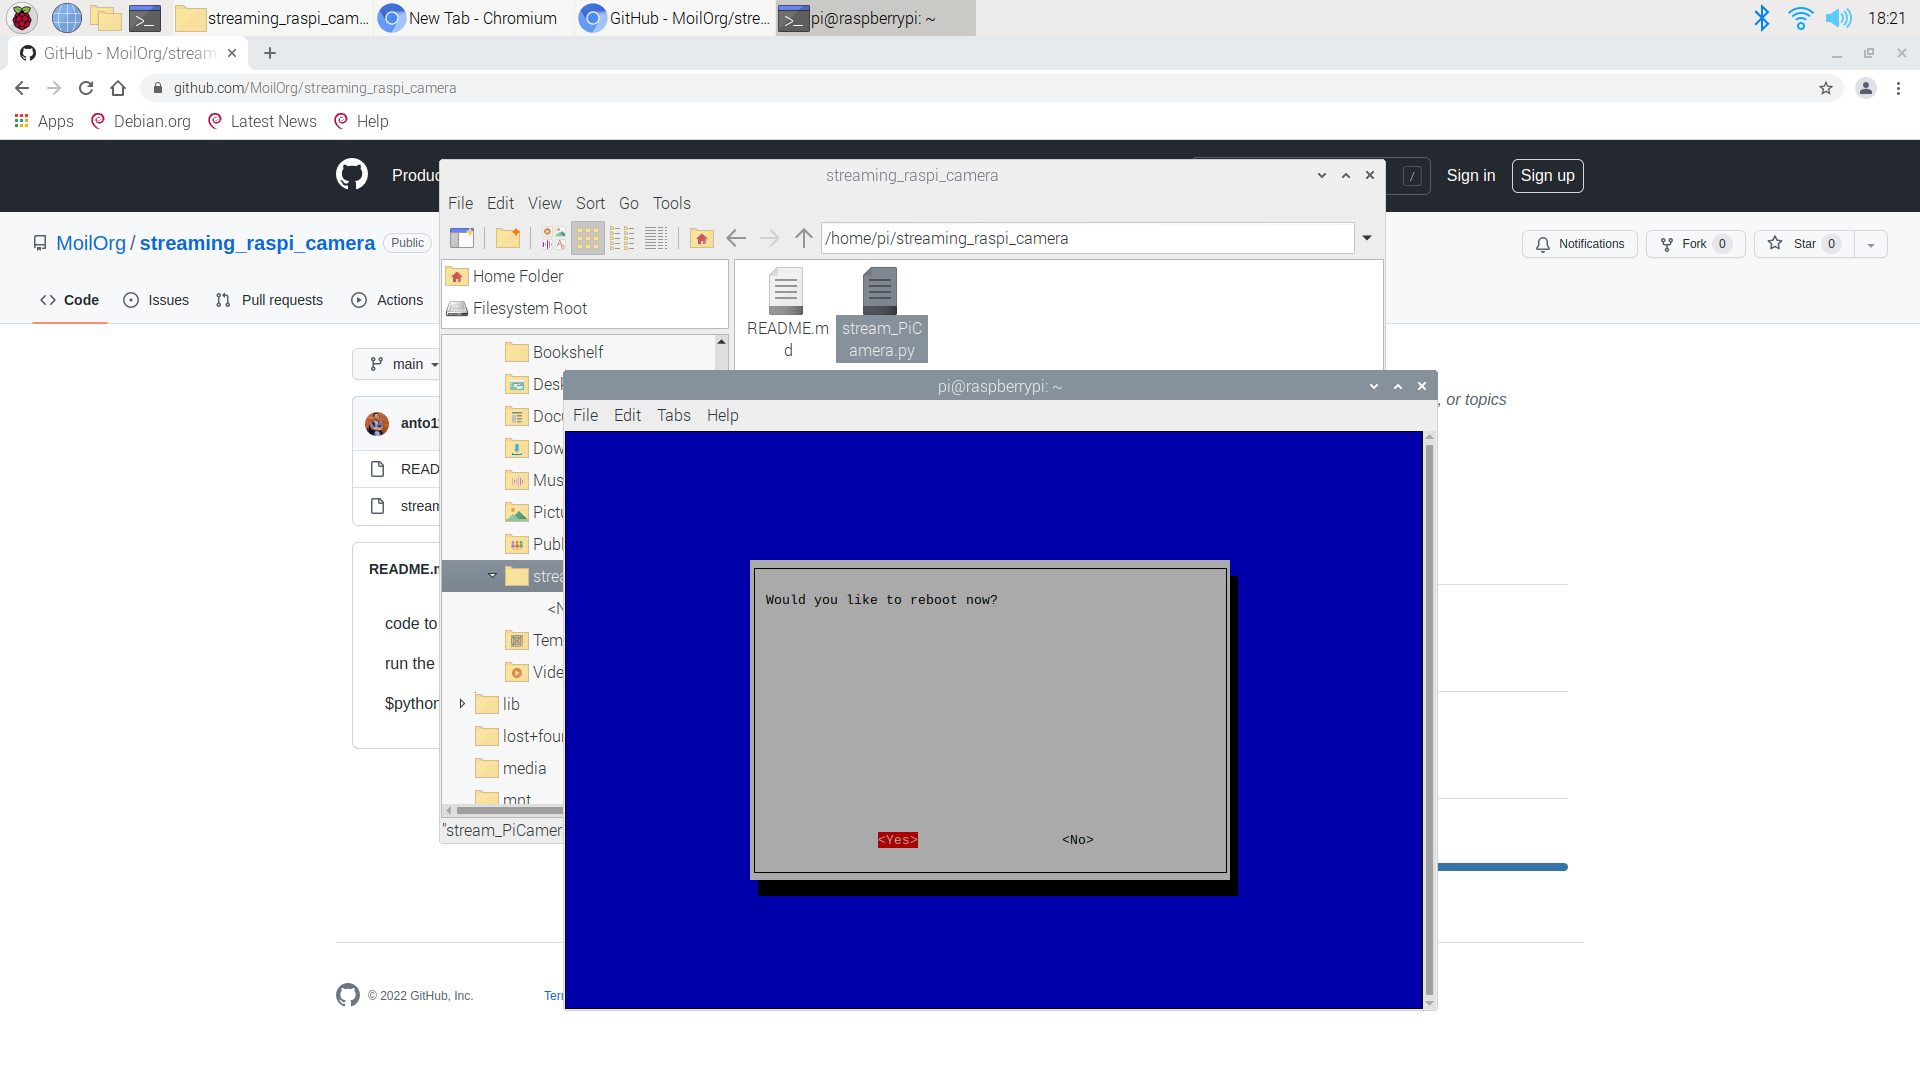 streaming_raspi_cam...
New Tab - Chromium
GitHub - MoilOrg/stre...
pi@raspberrypi: ~
18:21
GitHub - MoilOrg/stream
github.com/MoilOrg/streaming_raspi_camera
Apps
Debian.org
Latest News
Help
Produc
/
Sign in
Sign up
MoilOrg / streaming_raspi_camera
Public
Notifications
Fork 0
Star 0
Code
Issues
Pull requests
Actions
main
anto1
READ
stream
README.m
code to
run the
$python
, or topics
© 2022 GitHub, Inc.
Ter
streaming_raspi_camera
File Edit View Sort Go Tools
/home/pi/streaming_raspi_camera
Home Folder
Filesystem Root
Bookshelf
Desk
Docu
Dow
Mus
Pictu
Publ
strea
<N
Tem
Vide
lib
lost+foun
media
mnt
README.m
d
stream_PiC
amera.py
"stream_PiCamer
pi@raspberrypi: ~
File Edit Tabs Help
Would you like to reboot now?
<Yes>
<No>